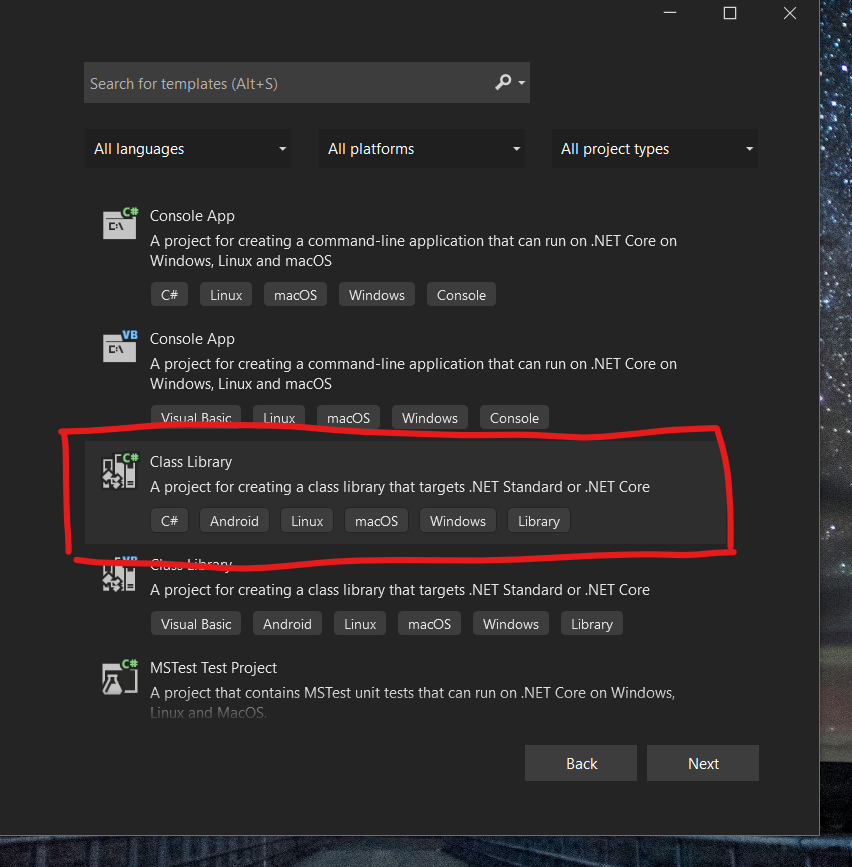 Search for templates (Alt+S)
All languages
All platforms
All project types
C#
C:\
Console App
A project for creating a command-line application that can run on .NET Core on
Windows, Linux and macOS
C# Linux macOS Windows Console
VB
C:\
Console App
A project for creating a command-line application that can run on .NET Core on
Windows, Linux and macOS
Visual Basic Linux macOS Windows Console
C#
Class Library
A project for creating a class library that targets .NET Standard or .NET Core
C# Android Linux macOS Windows Library
VB
Class Library
A project for creating a class library that targets .NET Standard or .NET Core
Visual Basic Android Linux macOS Windows Library
C#
MSTest Test Project
A project that contains MSTest unit tests that can run on .NET Core on Windows,
Linux and MacOS.
Back
Next